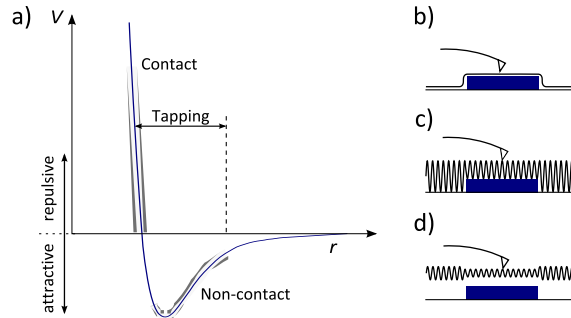 a)
V
Contact
Tapping
repulsive
attractive
r
Non-contact
b)
c)
d)